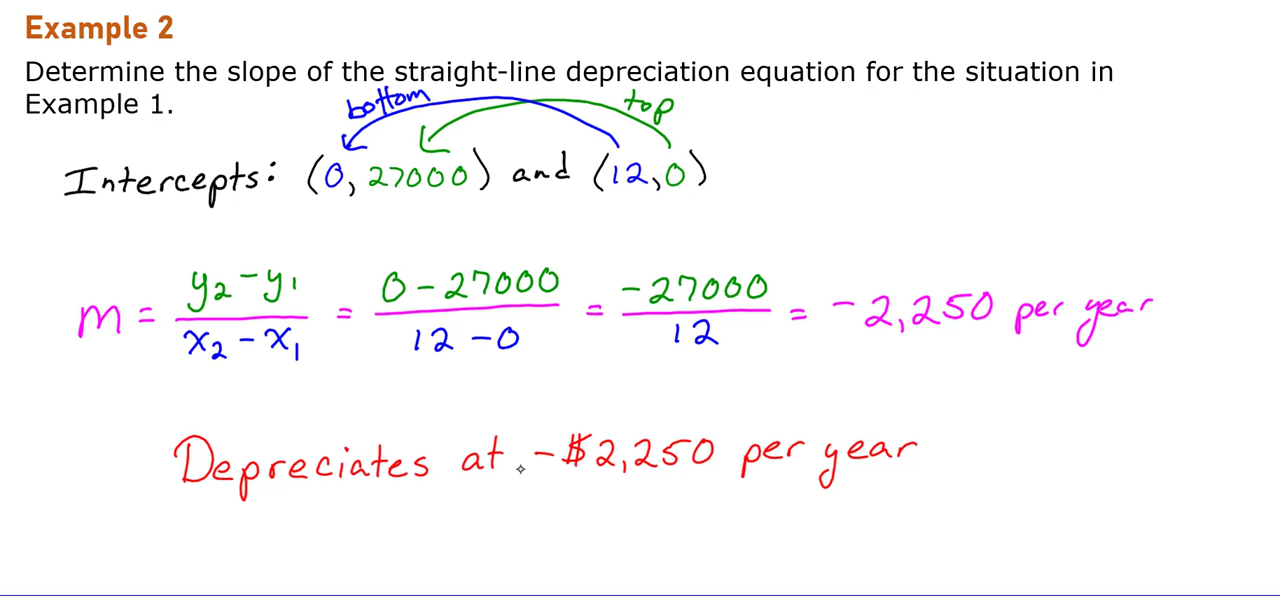 Example 2
Determine the slope of the straight-line depreciation equation for the situation in
Example 1.
bottom top
Intercepts: (0, 27000) and (12,0)
m = y₂ - y₁ / x₂ - x₁ = 0 - 27000 / 12 - 0 = -27000 / 12 = -2,250 per year
Depreciates at -$2,250 per year